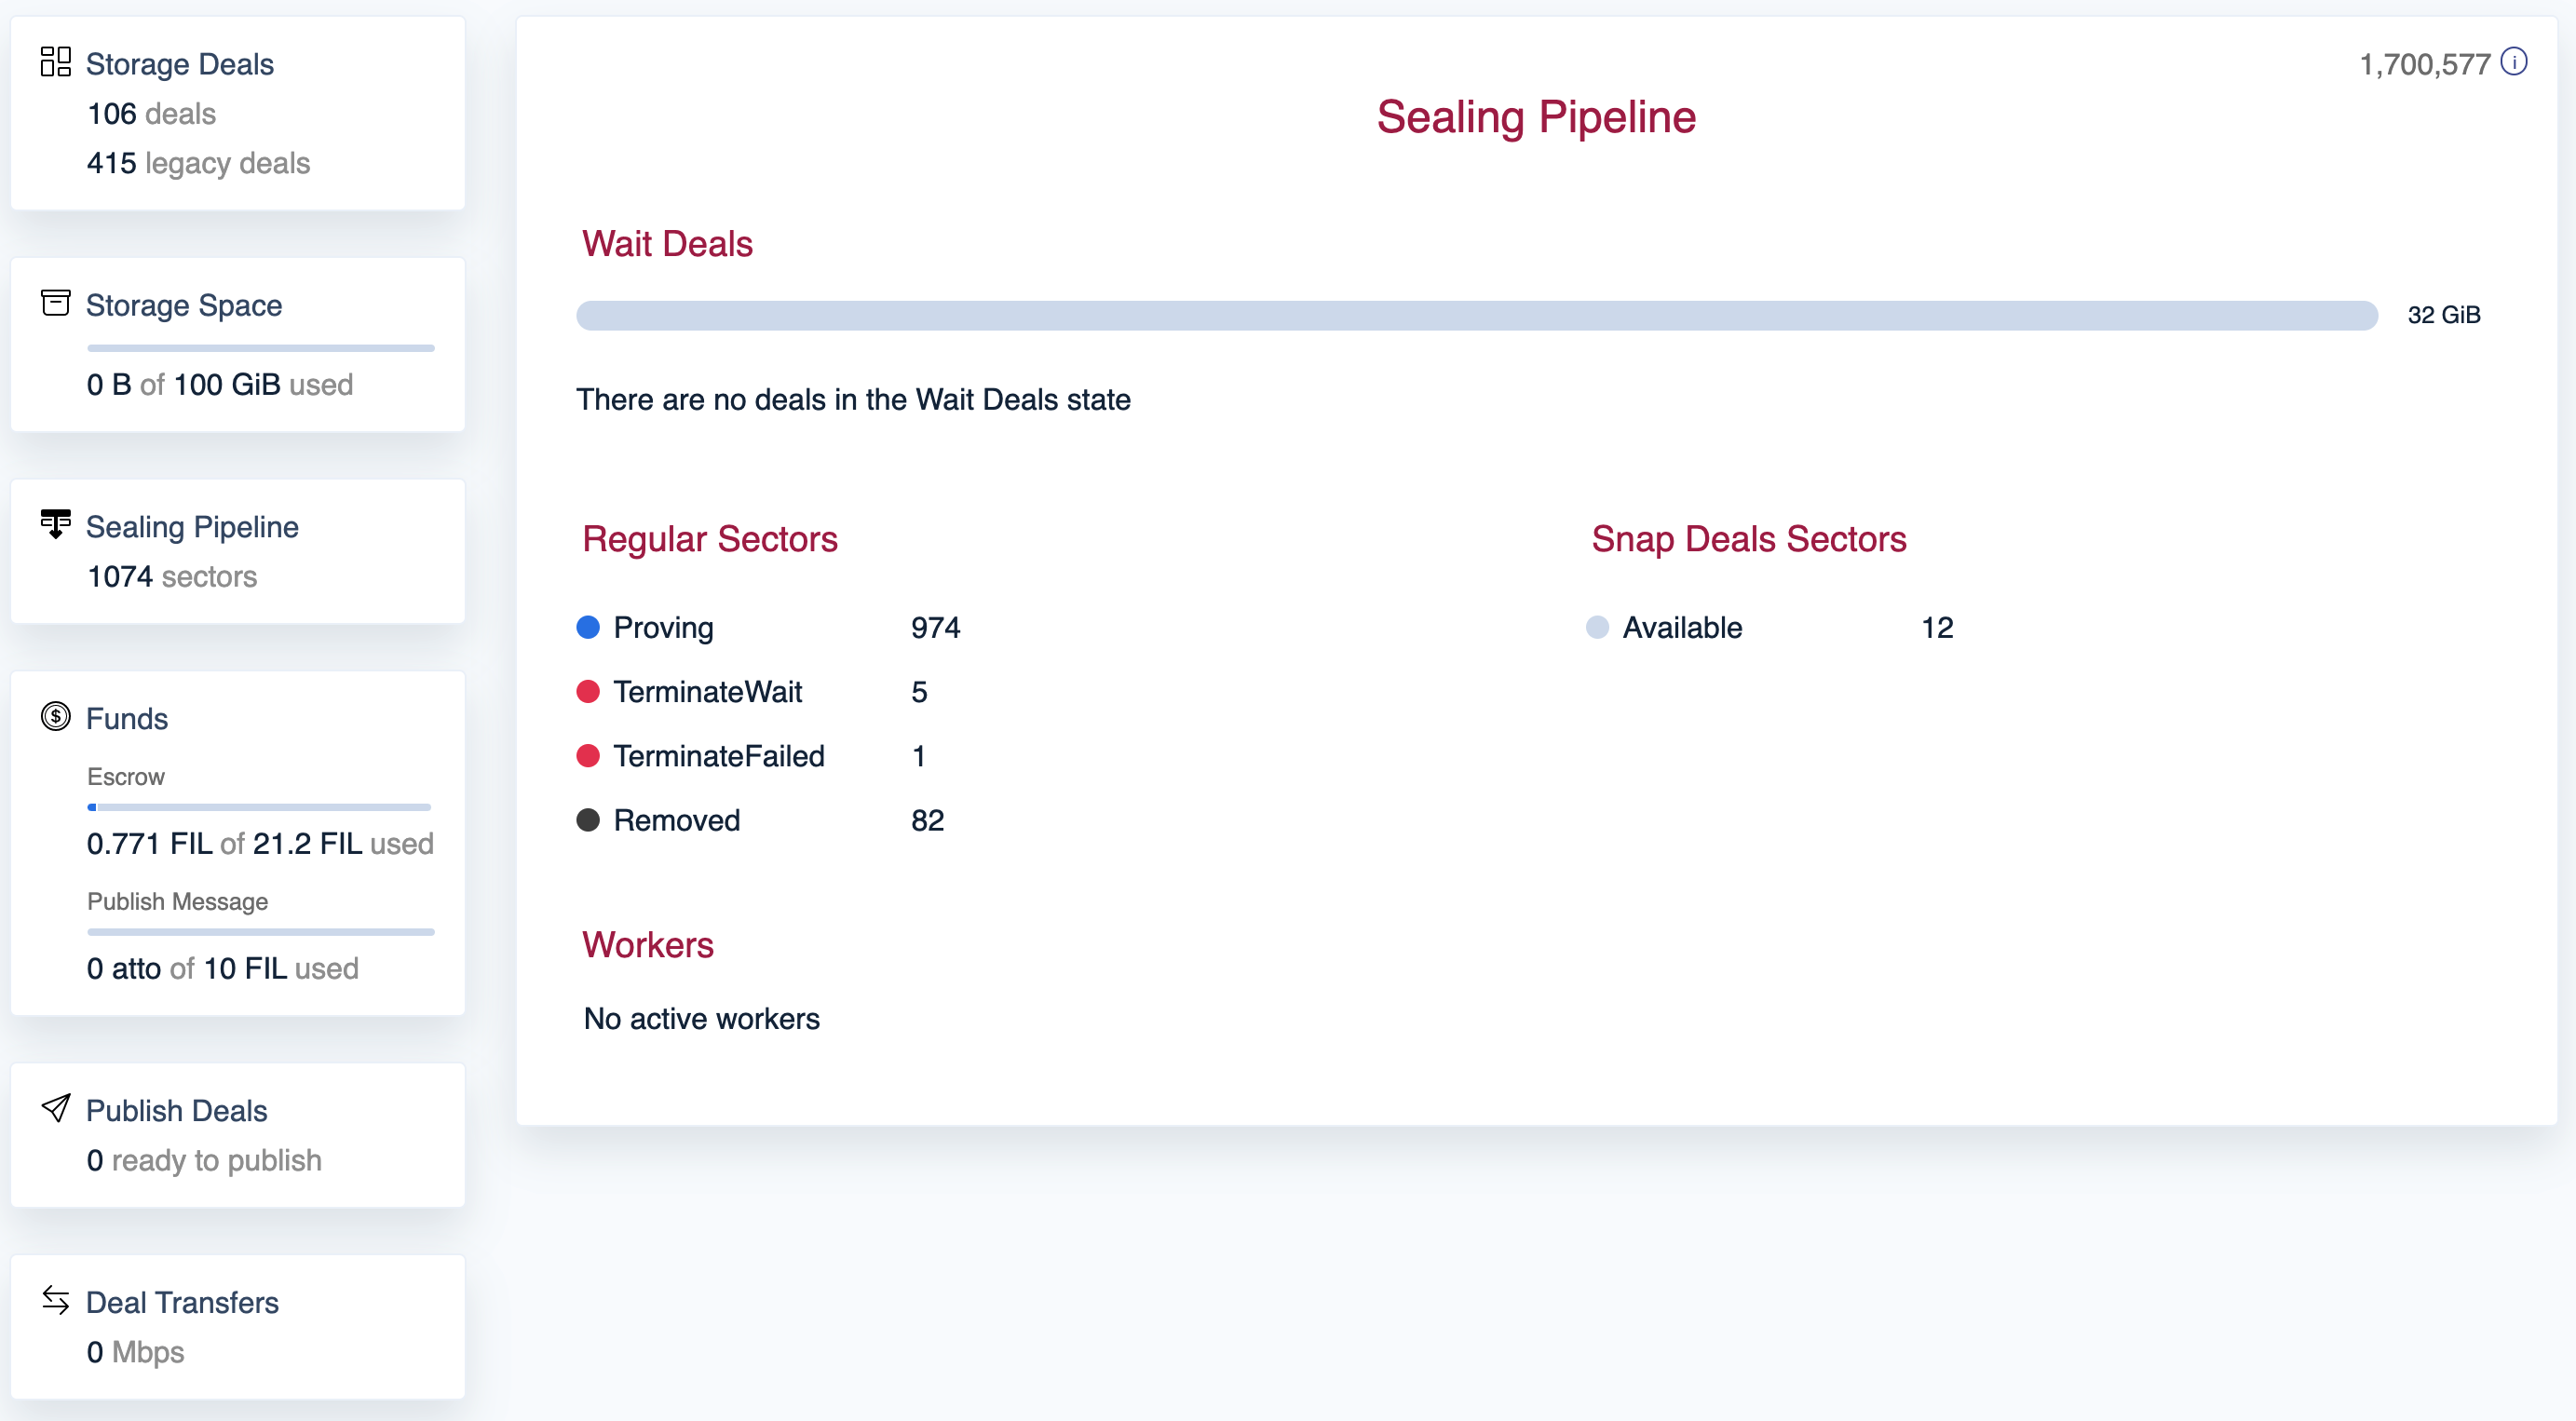 Storage Deals
106 deals
415 legacy deals
Storage Space
0 B of 100 GiB used
Sealing Pipeline
1074 sectors
Funds
Escrow
0.771 FIL of 21.2 FIL used
Publish Message
0 atto of 10 FIL used
Publish Deals
0 ready to publish
Deal Transfers
0 Mbps
1,700,577
Sealing Pipeline
Wait Deals
32 GiB
There are no deals in the Wait Deals state
Regular Sectors
Proving 974
TerminateWait 5
TerminateFailed 1
Removed 82
Snap Deals Sectors
Available 12
Workers
No active workers